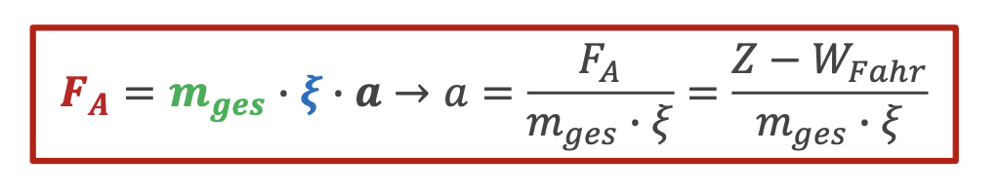 F_A = m_ges · ξ · a → a = F_A / (m_ges · ξ) = (Z − W_Fahr) / (m_ges · ξ)